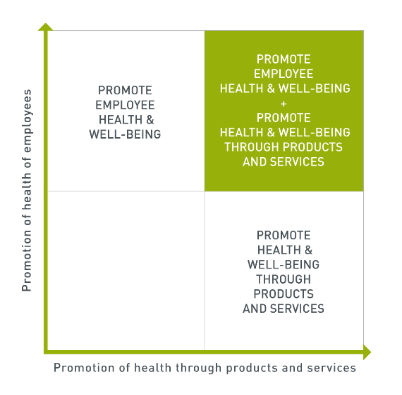 PROMOTE
EMPLOYEE
HEALTH &
WELL-BEING
PROMOTE
EMPLOYEE
HEALTH & WELL-BEING
+
PROMOTE
HEALTH & WELL-BEING
THROUGH PRODUCTS
AND SERVICES
PROMOTE
HEALTH &
WELL-BEING
THROUGH
PRODUCTS
AND SERVICES
Promotion of health of employees
Promotion of health through products and services